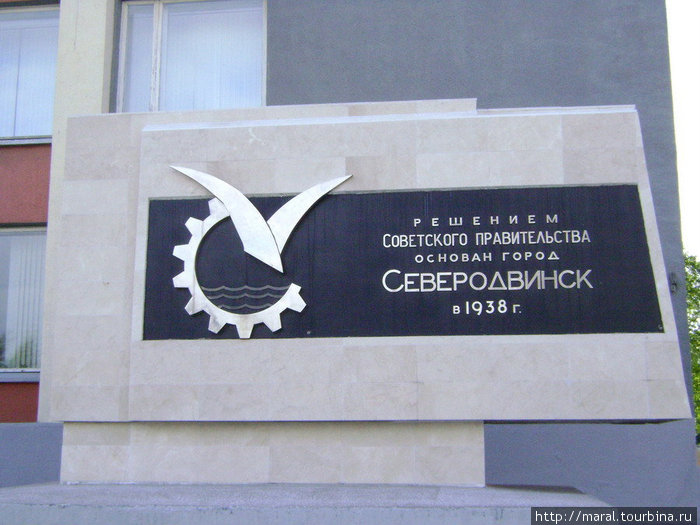 РЕШЕНИЕМ
СОВЕТСКОГО ПРАВИТЕЛЬСТВА
ОСНОВАН ГОРОД
СЕВЕРОДВИНСК
В 1938 Г.
http://maral.tourbina.ru/